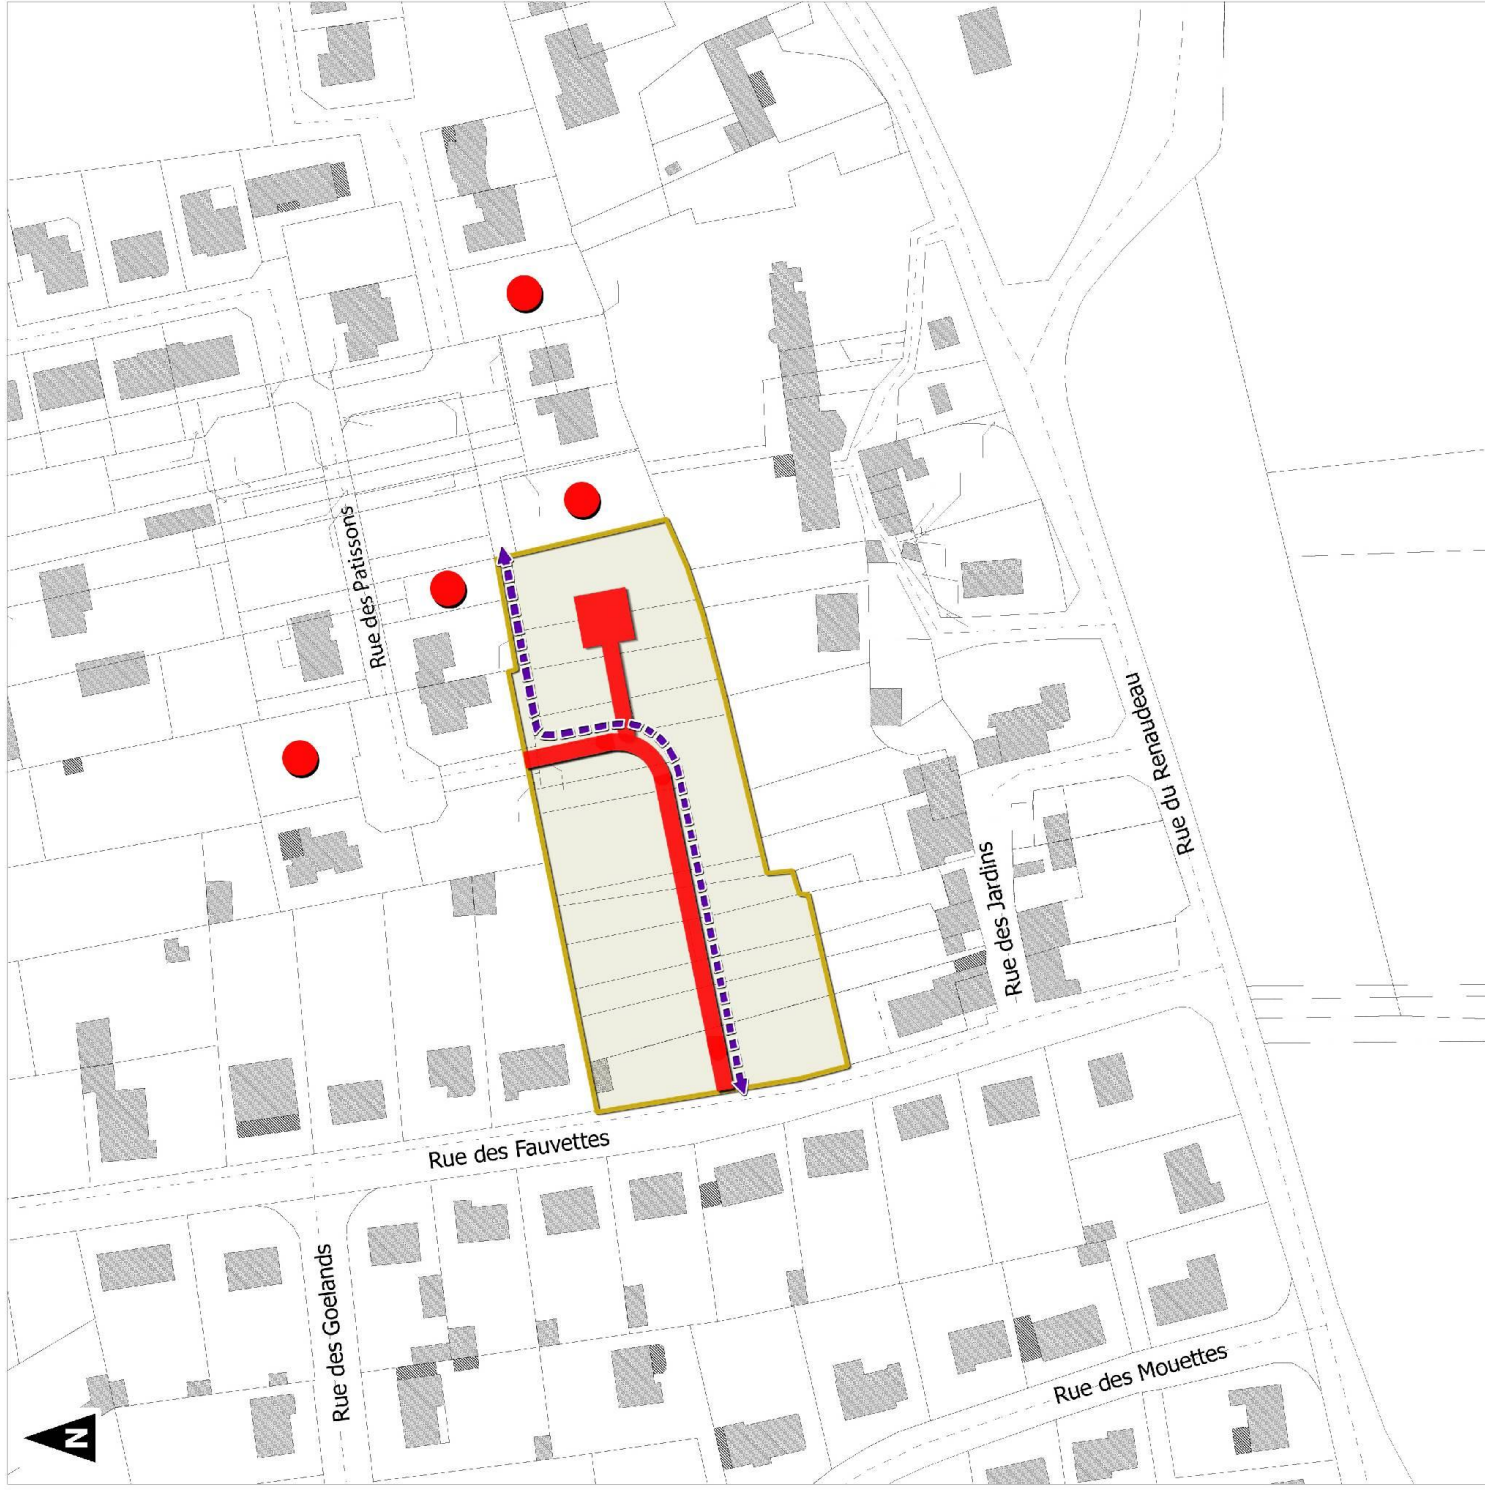 Rue des Patissons
Rue du Renaudeau
Rue des Jardins
Rue des Fauvettes
Rue des Goelands
Rue des Mouettes
N